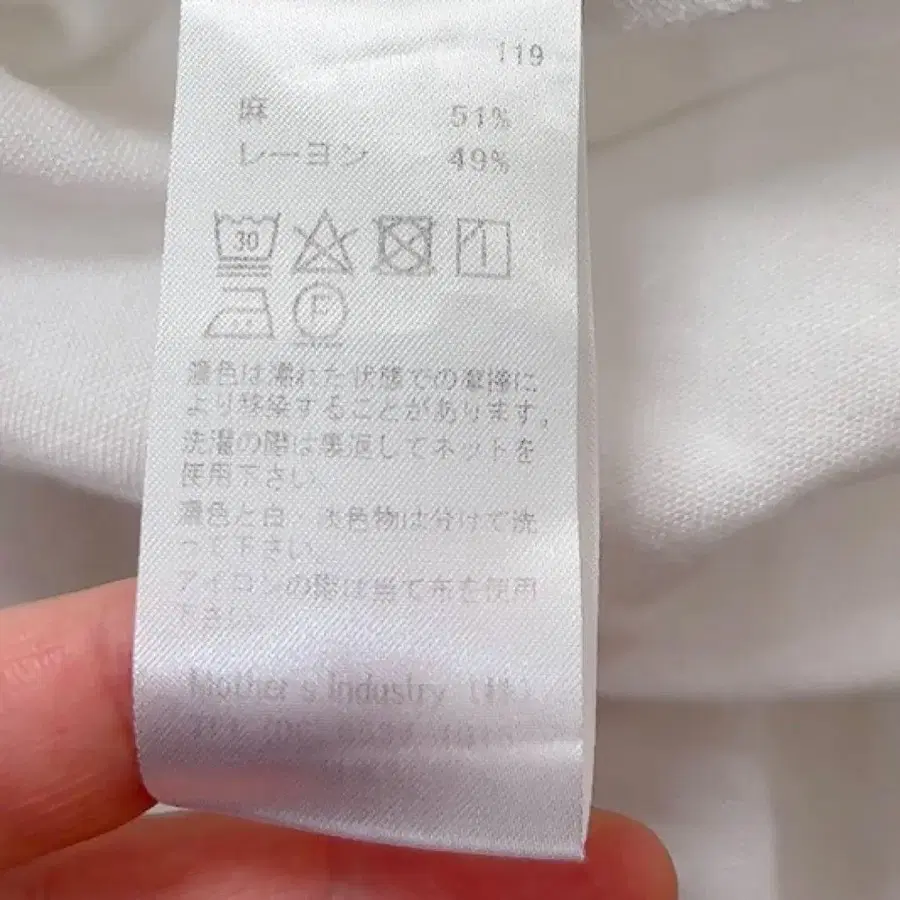 119
麻 51%
レーヨン 49%
30
F
濃色は濡れた状態での摩擦に
より移染することがあります。
洗濯の際は裏返してネットを
使用下さい。
濃色と白・淡色物は分けて洗
って下さい。
アイロンの際は当て布を使用
下さい。
Mother's Industry (株)